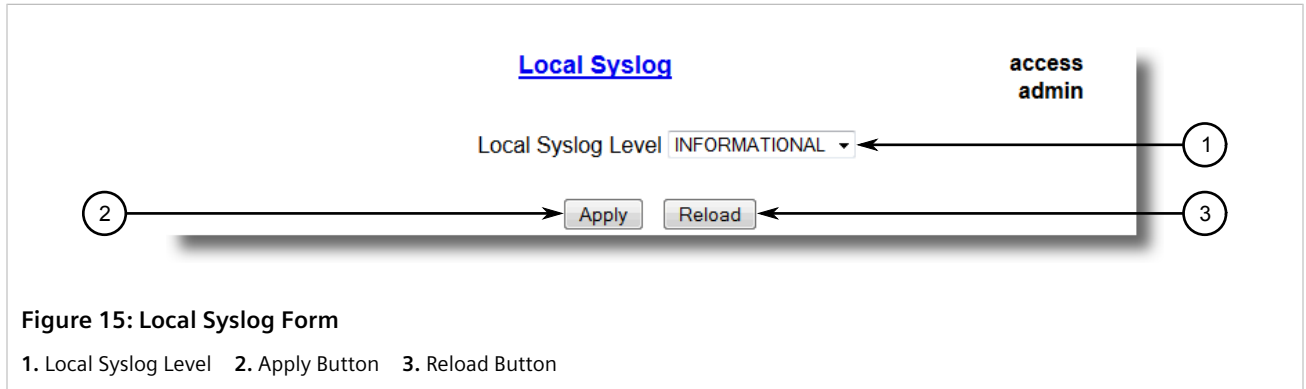 Local Syslog
access
admin
Local Syslog Level INFORMATIONAL
1
2
Apply Reload
3
Figure 15: Local Syslog Form
1. Local Syslog Level 2. Apply Button 3. Reload Button